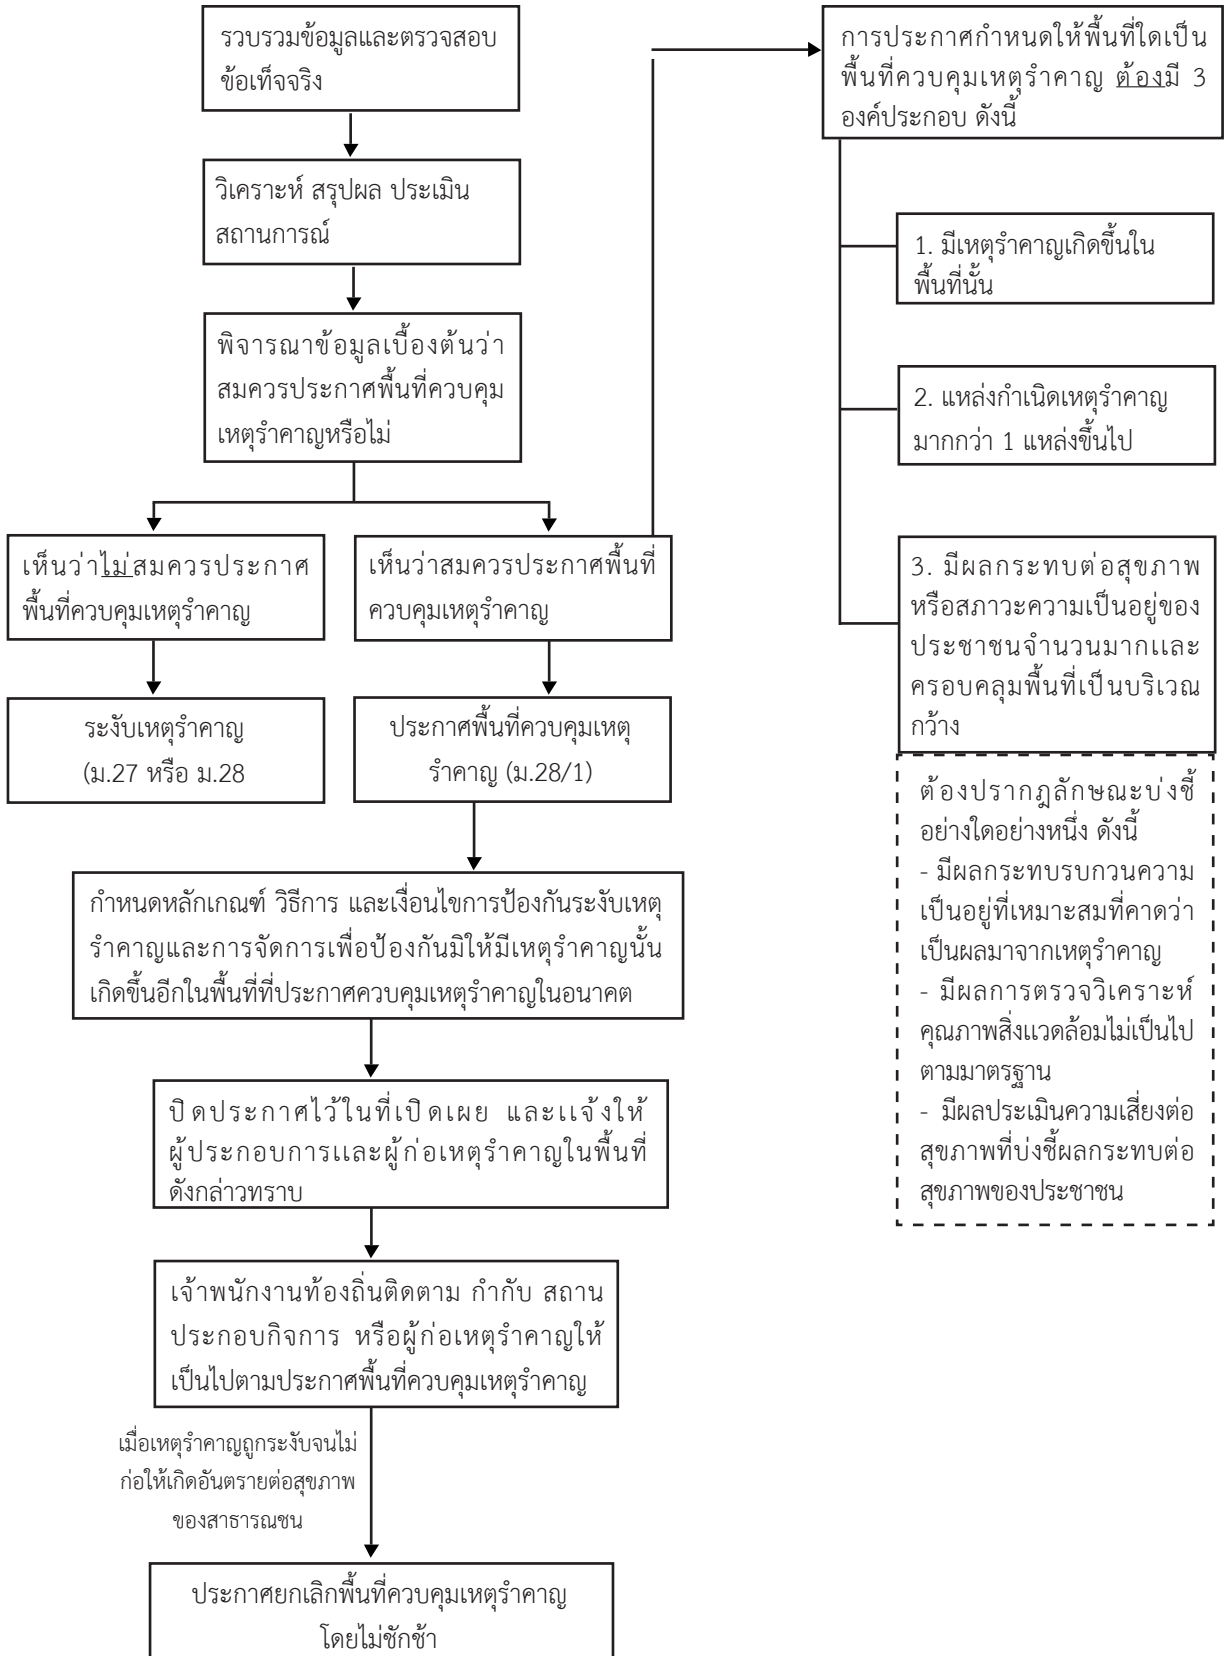 รวบรวมข้อมูลและตรวจสอบ
ข้อเท็จจริง
วิเคราะห์ สรุปผล ประเมิน
สถานการณ์
พิจารณาข้อมูลเบื้องต้นว่า
สมควรประกาศพื้นที่ควบคุม
เหตุรำคาญหรือไม่
เห็นว่าไม่สมควรประกาศ
พื้นที่ควบคุมเหตุรำคาญ
เห็นว่าสมควรประกาศพื้นที่
ควบคุมเหตุรำคาญ
ระงับเหตุรำคาญ
(ม.27 หรือ ม.28
ประกาศพื้นที่ควบคุมเหตุ
รำคาญ (ม.28/1)
กำหนดหลักเกณฑ์ วิธีการ และเงื่อนไขการป้องกันระงับเหตุ
รำคาญและการจัดการเพื่อป้องกันมิให้มีเหตุรำคาญนั้น
เกิดขึ้นอีกในพื้นที่ที่ประกาศควบคุมเหตุรำคาญในอนาคต
ปิดประกาศไว้ในที่เปิดเผย และแจ้งให้
ผู้ประกอบการและผู้ก่อเหตุรำคาญในพื้นที่
ดังกล่าวทราบ
เจ้าพนักงานท้องถิ่นติดตาม กำกับ สถาน
ประกอบกิจการ หรือผู้ก่อเหตุรำคาญให้
เป็นไปตามประกาศพื้นที่ควบคุมเหตุรำคาญ
เมื่อเหตุรำคาญถูกระงับจนไม่
ก่อให้เกิดอันตรายต่อสุขภาพ
ของสาธารณชน
ประกาศยกเลิกพื้นที่ควบคุมเหตุรำคาญ
โดยไม่ชักช้า
การประกาศกำหนดให้พื้นที่ใดเป็น
พื้นที่ควบคุมเหตุรำคาญ ต้องมี 3
องค์ประกอบ ดังนี้
1. มีเหตุรำคาญเกิดขึ้นใน
พื้นที่นั้น
2. แหล่งกำเนิดเหตุรำคาญ
มากกว่า 1 แหล่งขึ้นไป
3. มีผลกระทบต่อสุขภาพ
หรือสภาวะความเป็นอยู่ของ
ประชาชนจำนวนมากและ
ครอบคลุมพื้นที่เป็นบริเวณ
กว้าง
ต้องปรากฏลักษณะบ่งชี้
อย่างใดอย่างหนึ่ง ดังนี้
- มีผลกระทบรบกวนความ
เป็นอยู่ที่เหมาะสมที่คาดว่า
เป็นผลมาจากเหตุรำคาญ
- มีผลการตรวจวิเคราะห์
คุณภาพสิ่งแวดล้อมไม่เป็นไป
ตามมาตรฐาน
- มีผลประเมินความเสี่ยงต่อ
สุขภาพที่บ่งชี้ผลกระทบต่อ
สุขภาพของประชาชน